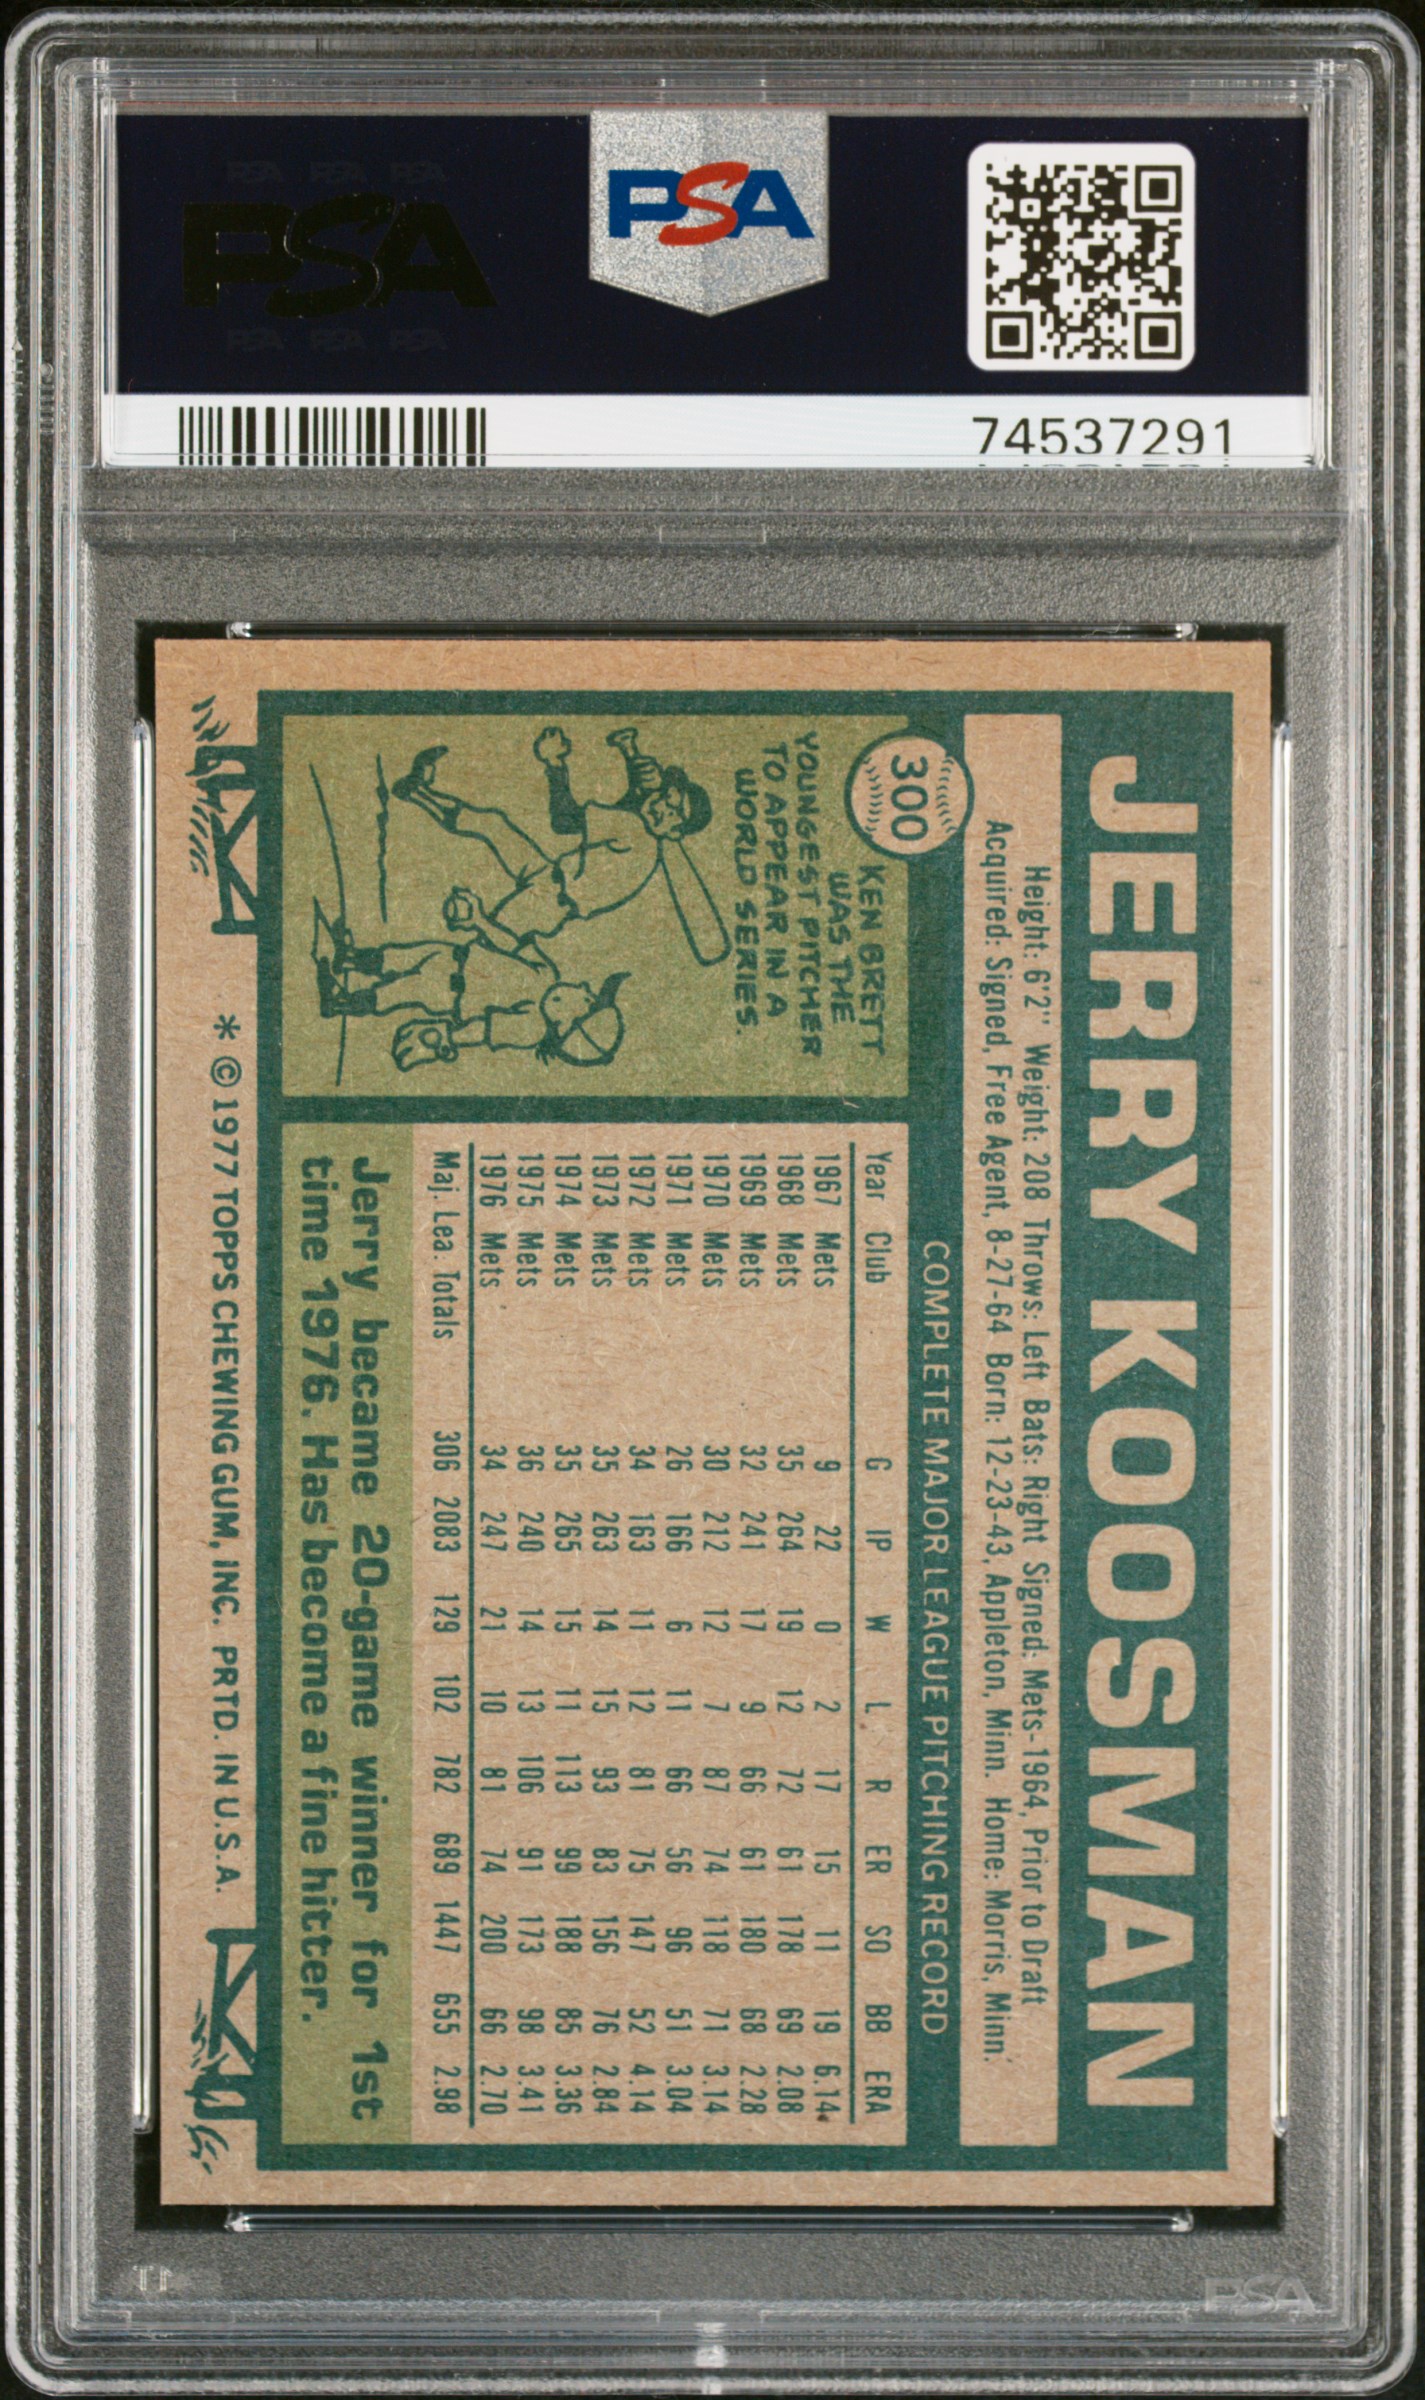 PSA PSA PSA
PSA
PSA PSA PSA
PSA
74537291
JERRY KOOSMAN
Height: 6'2" Weight: 208 Throws: Left Bats: Right Signed: Mets-1964, Prior to Draft
Acquired: Signed, Free Agent, 8-27-64 Born: 12-23-43, Appleton, Minn. Home: Morris, Minn.
300
KEN BRETT
WAS THE
YOUNGEST PITCHER
TO APPEAR IN A
WORLD SERIES.
COMPLETE MAJOR LEAGUE PITCHING RECORD
Year Club G IP W L R ER SO BB ERA
1967 Mets 9 22 0 2 17 15 11 19 6.14
1968 Mets 35 264 19 12 72 61 178 69 2.08
1969 Mets 32 241 17 9 66 61 180 68 2.28
1970 Mets 30 212 12 7 87 74 118 71 3.14
1971 Mets 26 166 6 11 66 56 96 51 3.04
1972 Mets 34 163 11 12 81 75 147 52 4.14
1973 Mets 35 263 14 15 93 83 156 76 2.84
1974 Mets 35 265 15 11 113 99 188 85 3.36
1975 Mets 36 240 14 13 106 91 173 98 3.41
1976 Mets 34 247 21 10 81 74 200 66 2.70
Maj. Lea. Totals 306 2083 129 102 782 689 1447 655 2.98
Jerry became 20-game winner for 1st
time 1976. Has become a fine hitter.
* © 1977 TOPPS CHEWING GUM, INC. PRTD. IN U.S.A.
PSA